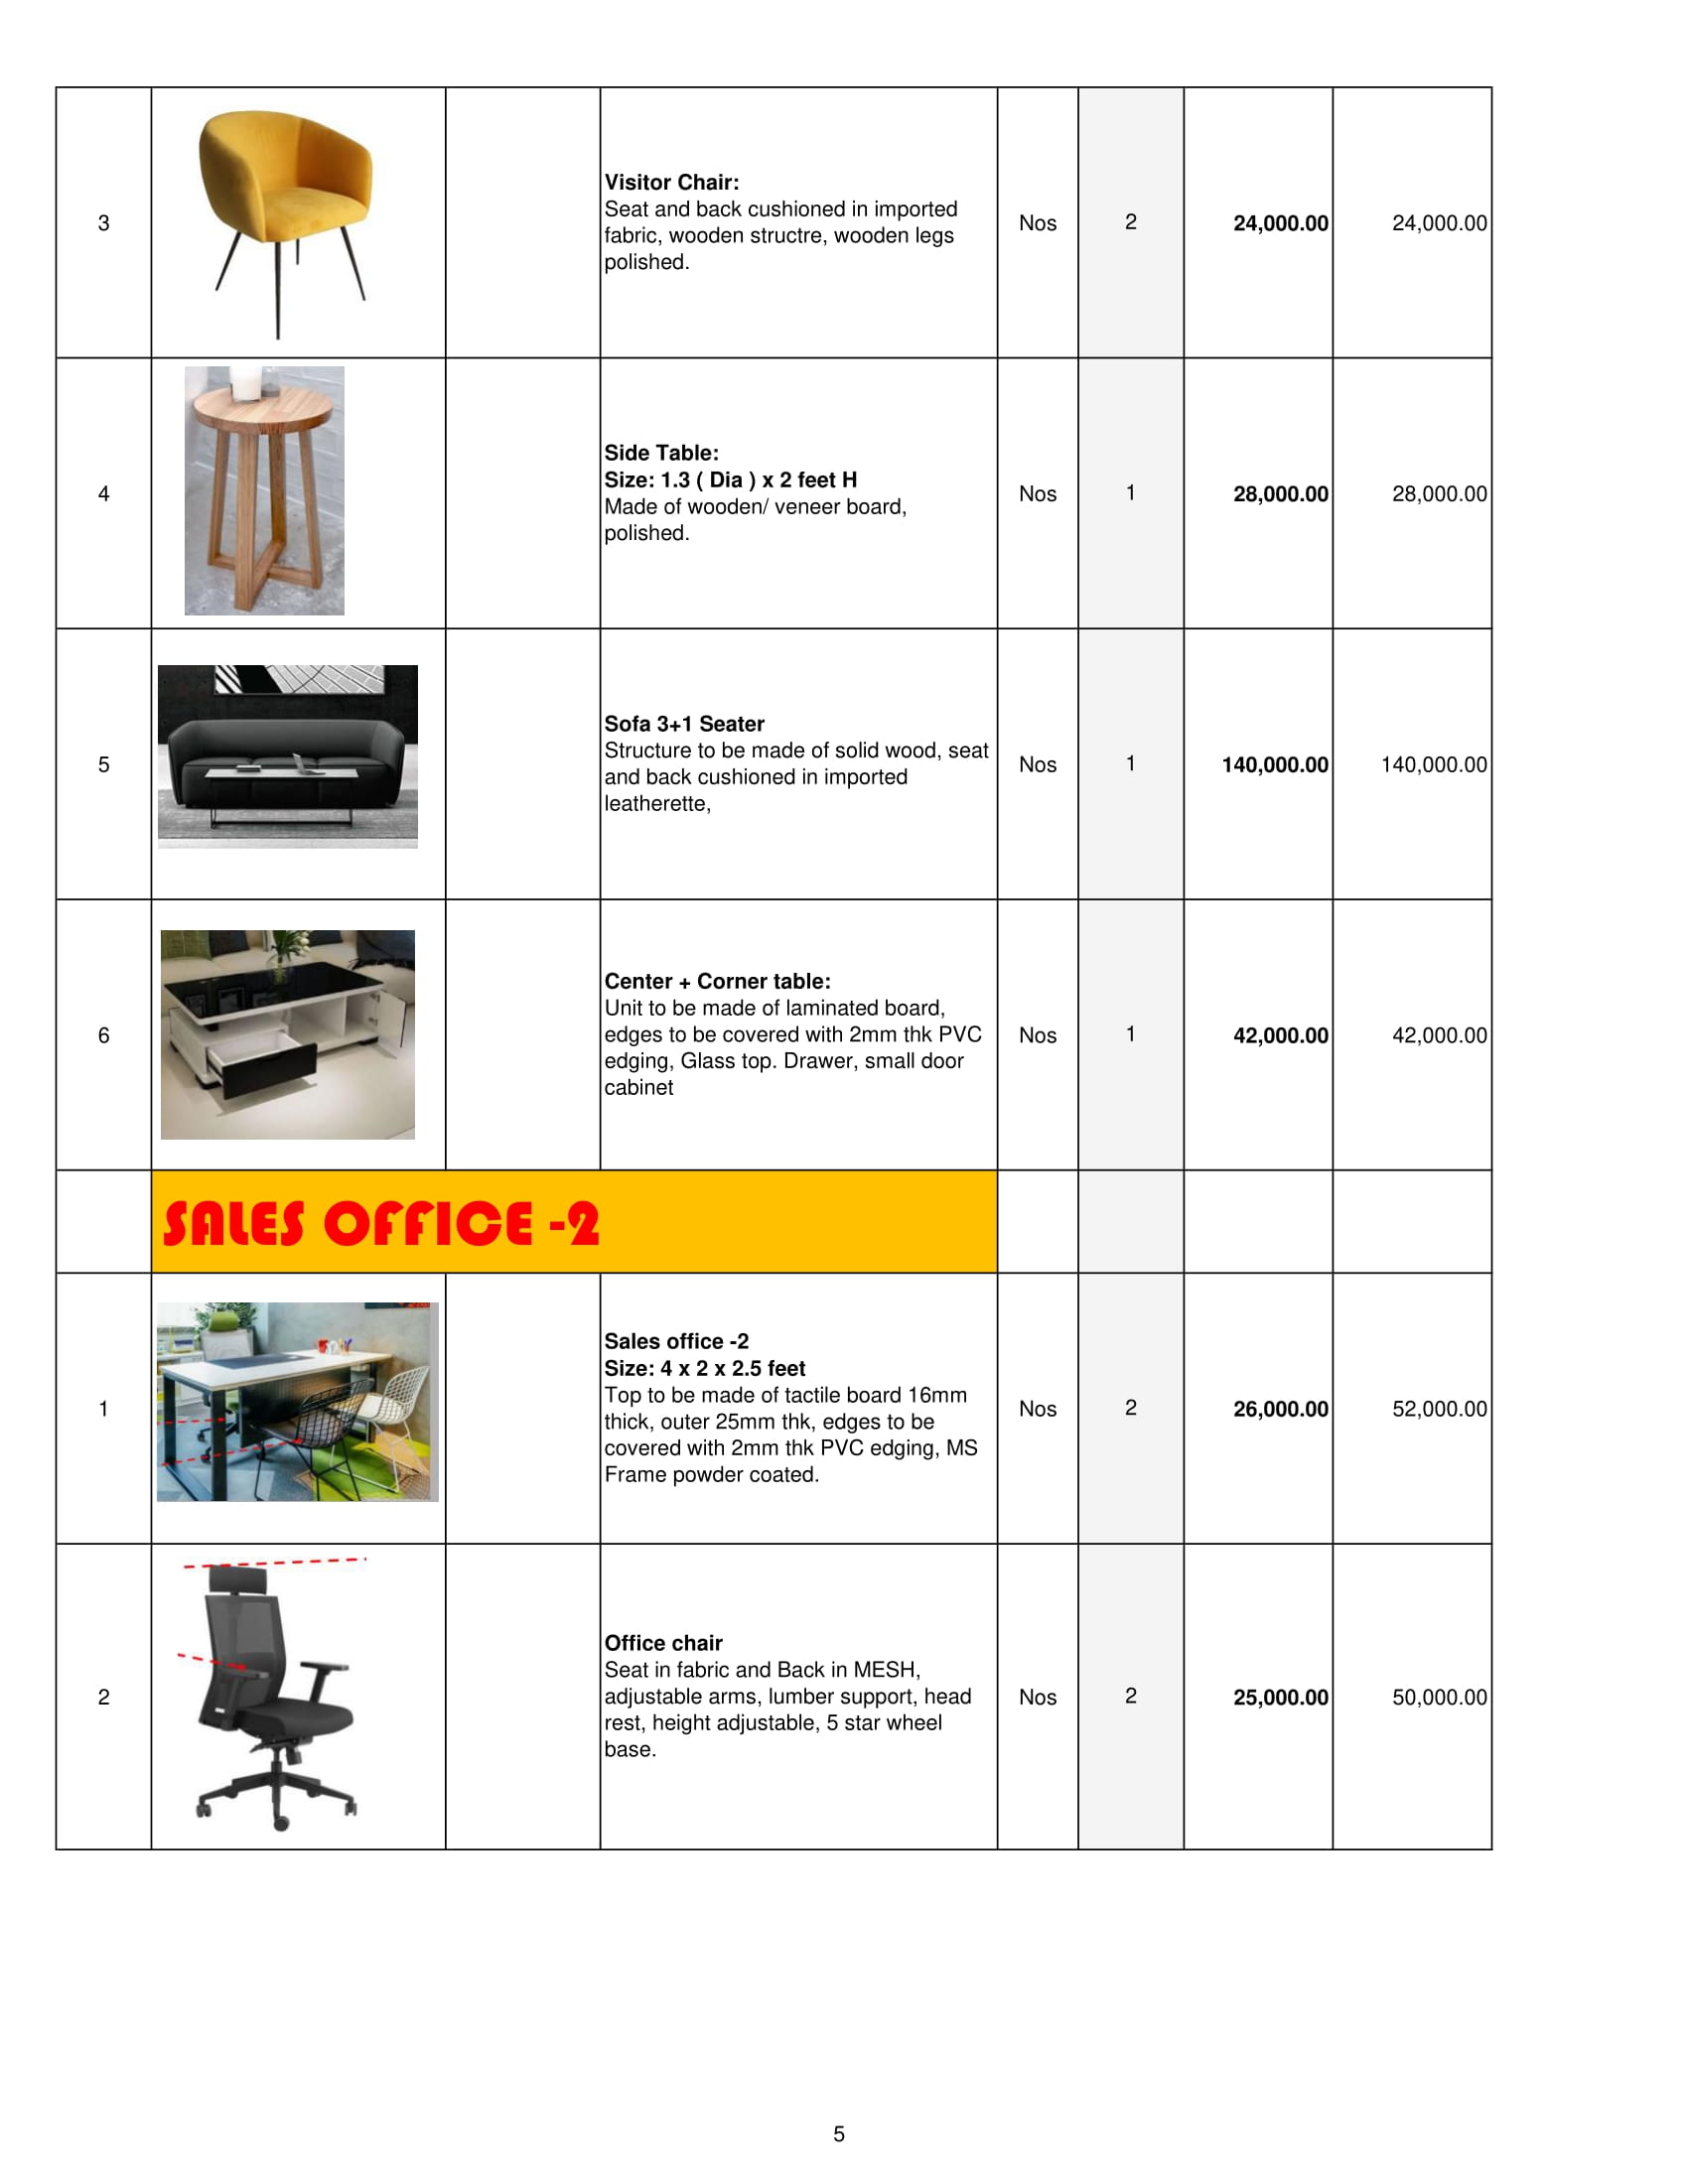 3
Visitor Chair:
Seat and back cushioned in imported
fabric, wooden structre, wooden legs
polished.
Nos
2
24,000.00
24,000.00
4
Side Table:
Size: 1.3 ( Dia ) x 2 feet H
Made of wooden/ veneer board,
polished.
Nos
1
28,000.00
28,000.00
5
Sofa 3+1 Seater
Structure to be made of solid wood, seat
and back cushioned in imported
leatherette,
Nos
1
140,000.00
140,000.00
6
Center + Corner table:
Unit to be made of laminated board,
edges to be covered with 2mm thk PVC
edging, Glass top. Drawer, small door
cabinet
Nos
1
42,000.00
42,000.00
SALES OFFICE -2
1
Sales office -2
Size: 4 x 2 x 2.5 feet
Top to be made of tactile board 16mm
thick, outer 25mm thk, edges to be
covered with 2mm thk PVC edging, MS
Frame powder coated.
Nos
2
26,000.00
52,000.00
2
Office chair
Seat in fabric and Back in MESH,
adjustable arms, lumber support, head
rest, height adjustable, 5 star wheel
base.
Nos
2
25,000.00
50,000.00
5